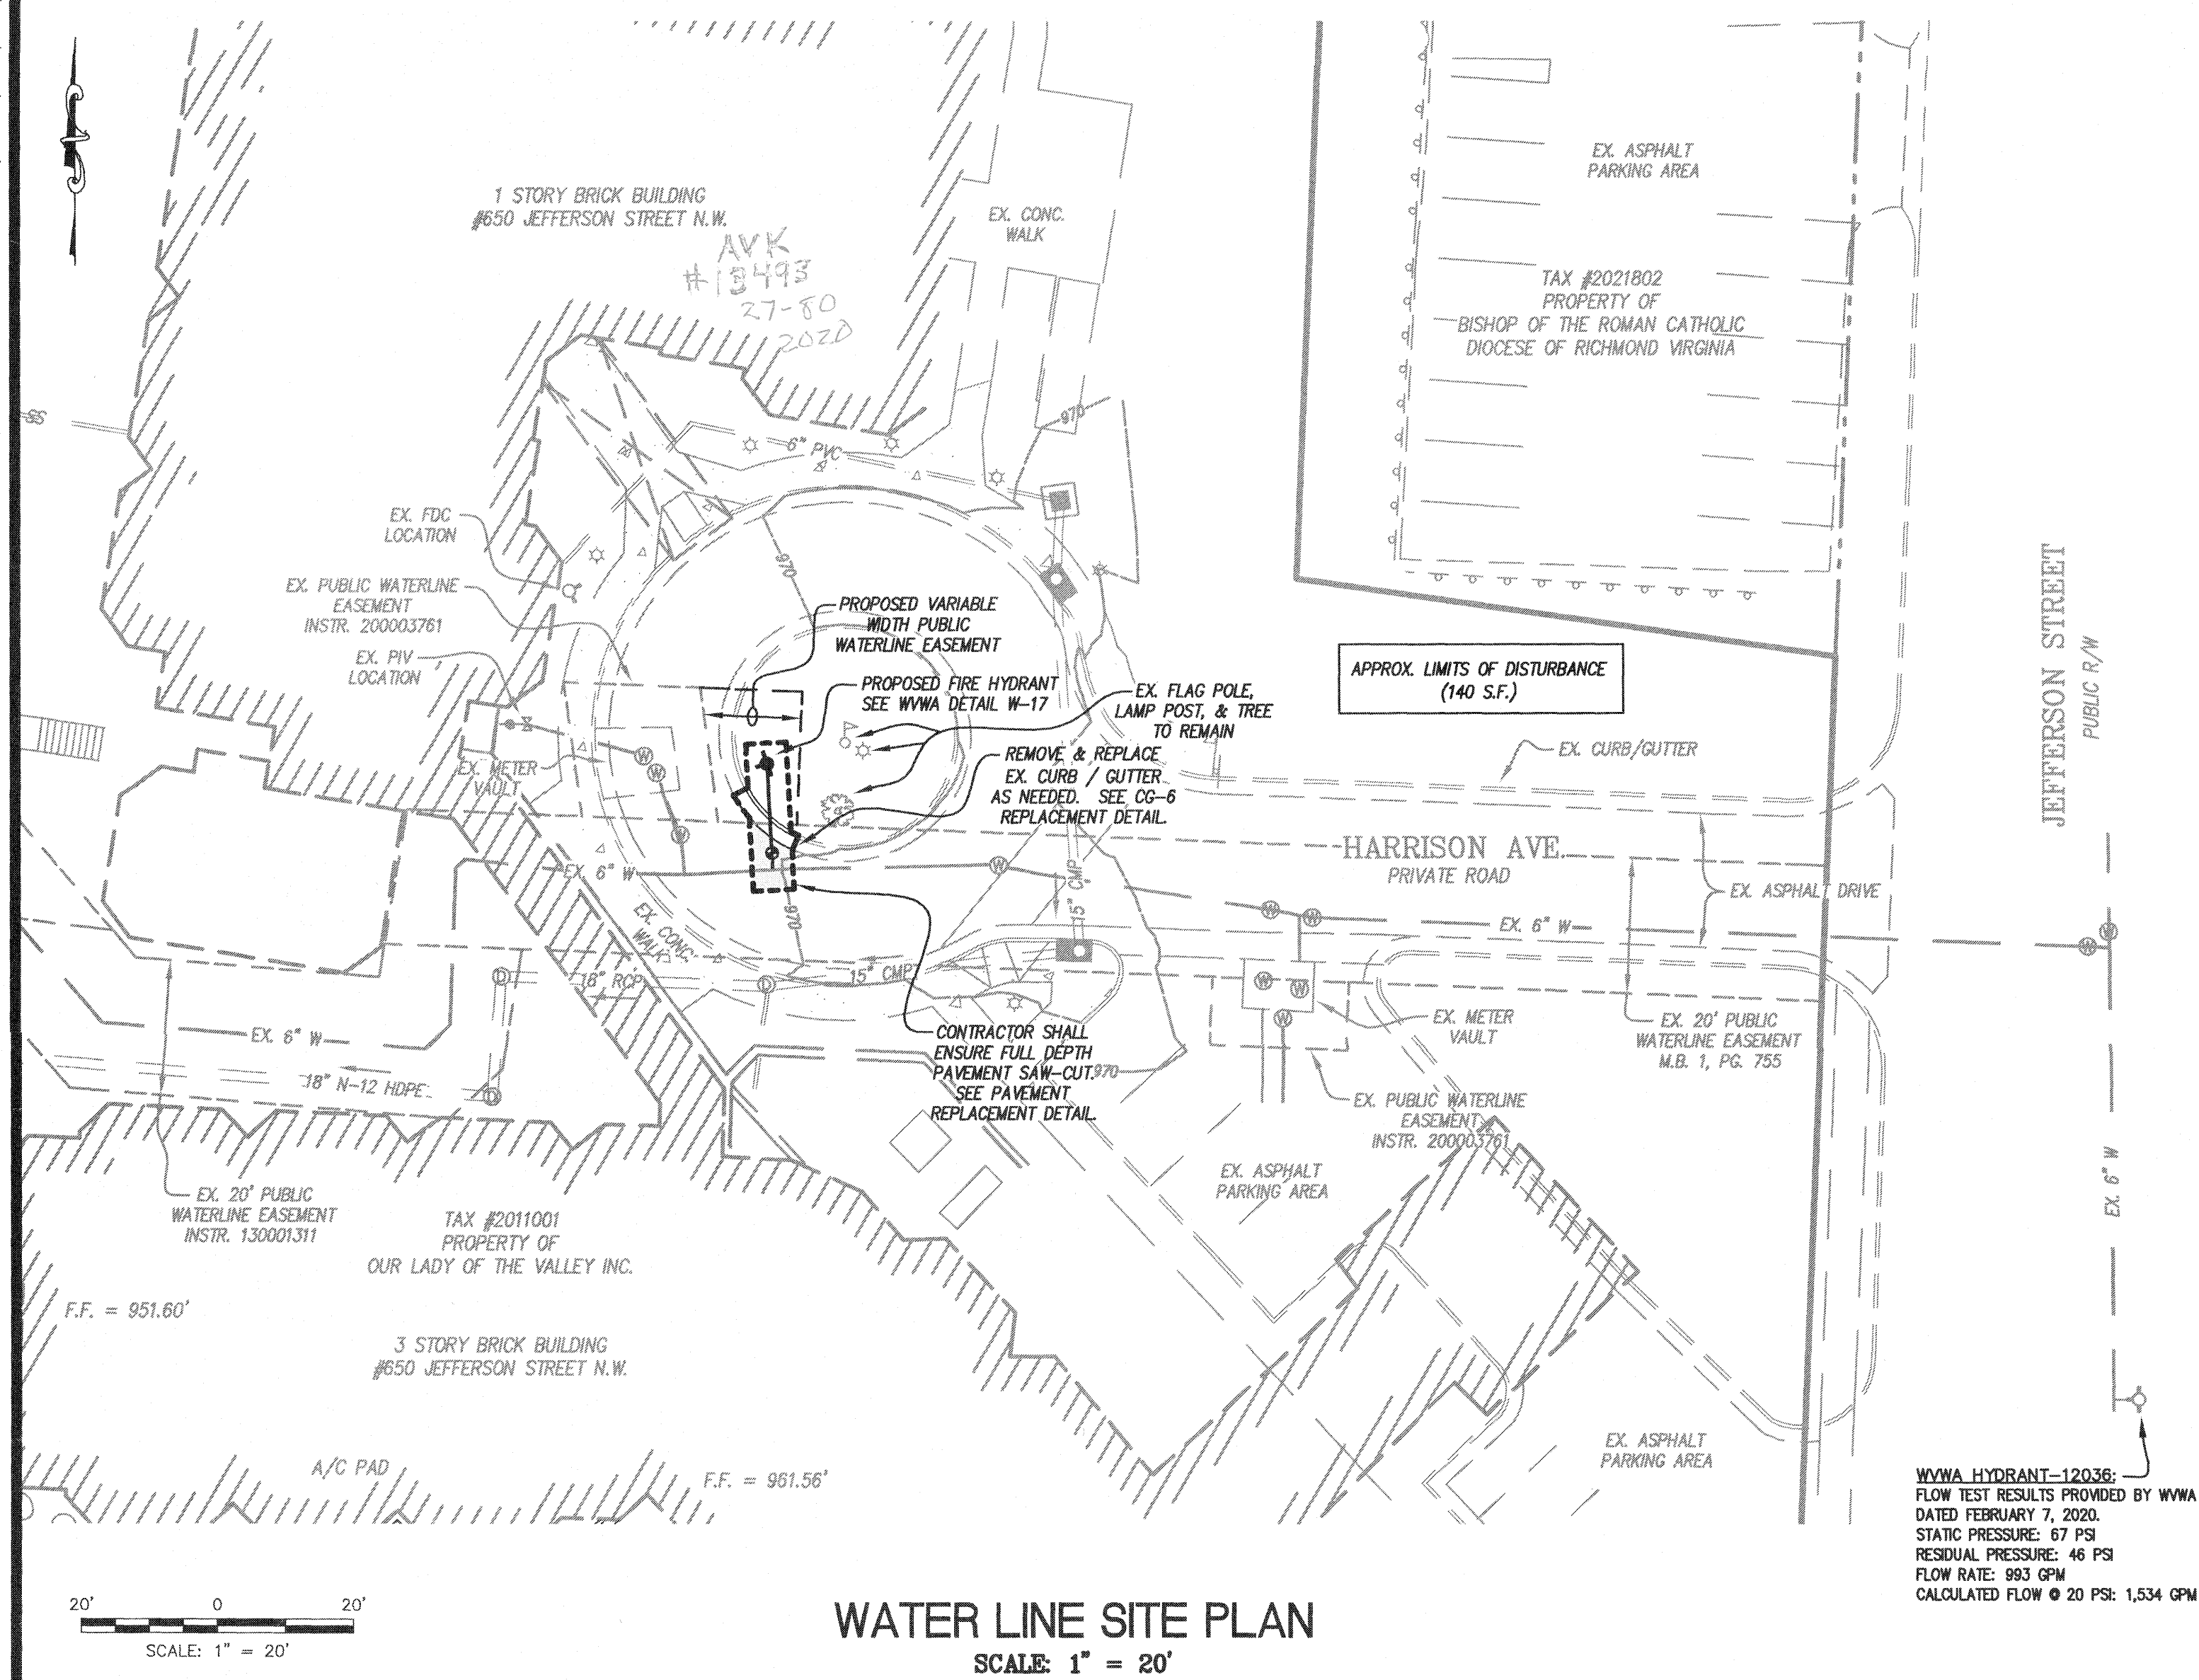 1 STORY BRICK BUILDING
#650 JEFFERSON STREET N.W.
AVK
#13493
27-80
2020
EX. CONC.
WALK
EX. ASPHALT
PARKING AREA
TAX #2021802
PROPERTY OF
BISHOP OF THE ROMAN CATHOLIC
DIOCESE OF RICHMOND VIRGINIA
SS
970
6" PVC
EX. FDC
LOCATION
970
EX. PUBLIC WATERLINE
EASEMENT
INSTR. 200003761
EX. PIV
LOCATION
PROPOSED VARIABLE
WIDTH PUBLIC
WATERLINE EASEMENT
PROPOSED FIRE HYDRANT
SEE WVWA DETAIL W-17
EX. FLAG POLE,
LAMP POST, & TREE
TO REMAIN
APPROX. LIMITS OF DISTURBANCE
(140 S.F.)
JEFFERSON STREET
PUBLIC R/W
REMOVE & REPLACE
EX. CURB / GUTTER
AS NEEDED. SEE CG-6
REPLACEMENT DETAIL.
EX. CURB/GUTTER
EX. METER
VAULT
W
W
W
HARRISON AVE.
PRIVATE ROAD
EX. 6" W
W
15" CMP
EX. ASPHALT DRIVE
970
W
W
EX. 6" W
W
W
EX. CONC.
WALK
15" CMP
18" RCP
D
D
W
W
W
EX. METER
VAULT
EX. 20' PUBLIC
WATERLINE EASEMENT
M.B. 1, PG. 755
EX. 6" W
18" N-12 HDPE
D
CONTRACTOR SHALL
ENSURE FULL DEPTH
PAVEMENT SAW-CUT.
SEE PAVEMENT
REPLACEMENT DETAIL.
970
EX. PUBLIC WATERLINE
EASEMENT
INSTR. 200003761
EX. ASPHALT
PARKING AREA
EX. 6" W
EX. 20' PUBLIC
WATERLINE EASEMENT
INSTR. 130001311
TAX #2011001
PROPERTY OF
OUR LADY OF THE VALLEY INC.
F.F. = 951.60'
3 STORY BRICK BUILDING
#650 JEFFERSON STREET N.W.
A/C PAD
F.F. = 961.56'
EX. ASPHALT
PARKING AREA
WVWA HYDRANT-12036:
FLOW TEST RESULTS PROVIDED BY WVWA
DATED FEBRUARY 7, 2020.
STATIC PRESSURE: 67 PSI
RESIDUAL PRESSURE: 46 PSI
FLOW RATE: 993 GPM
CALCULATED FLOW @ 20 PSI: 1,534 GPM
20' 0 20'
SCALE: 1" = 20'
WATER LINE SITE PLAN
SCALE: 1" = 20'